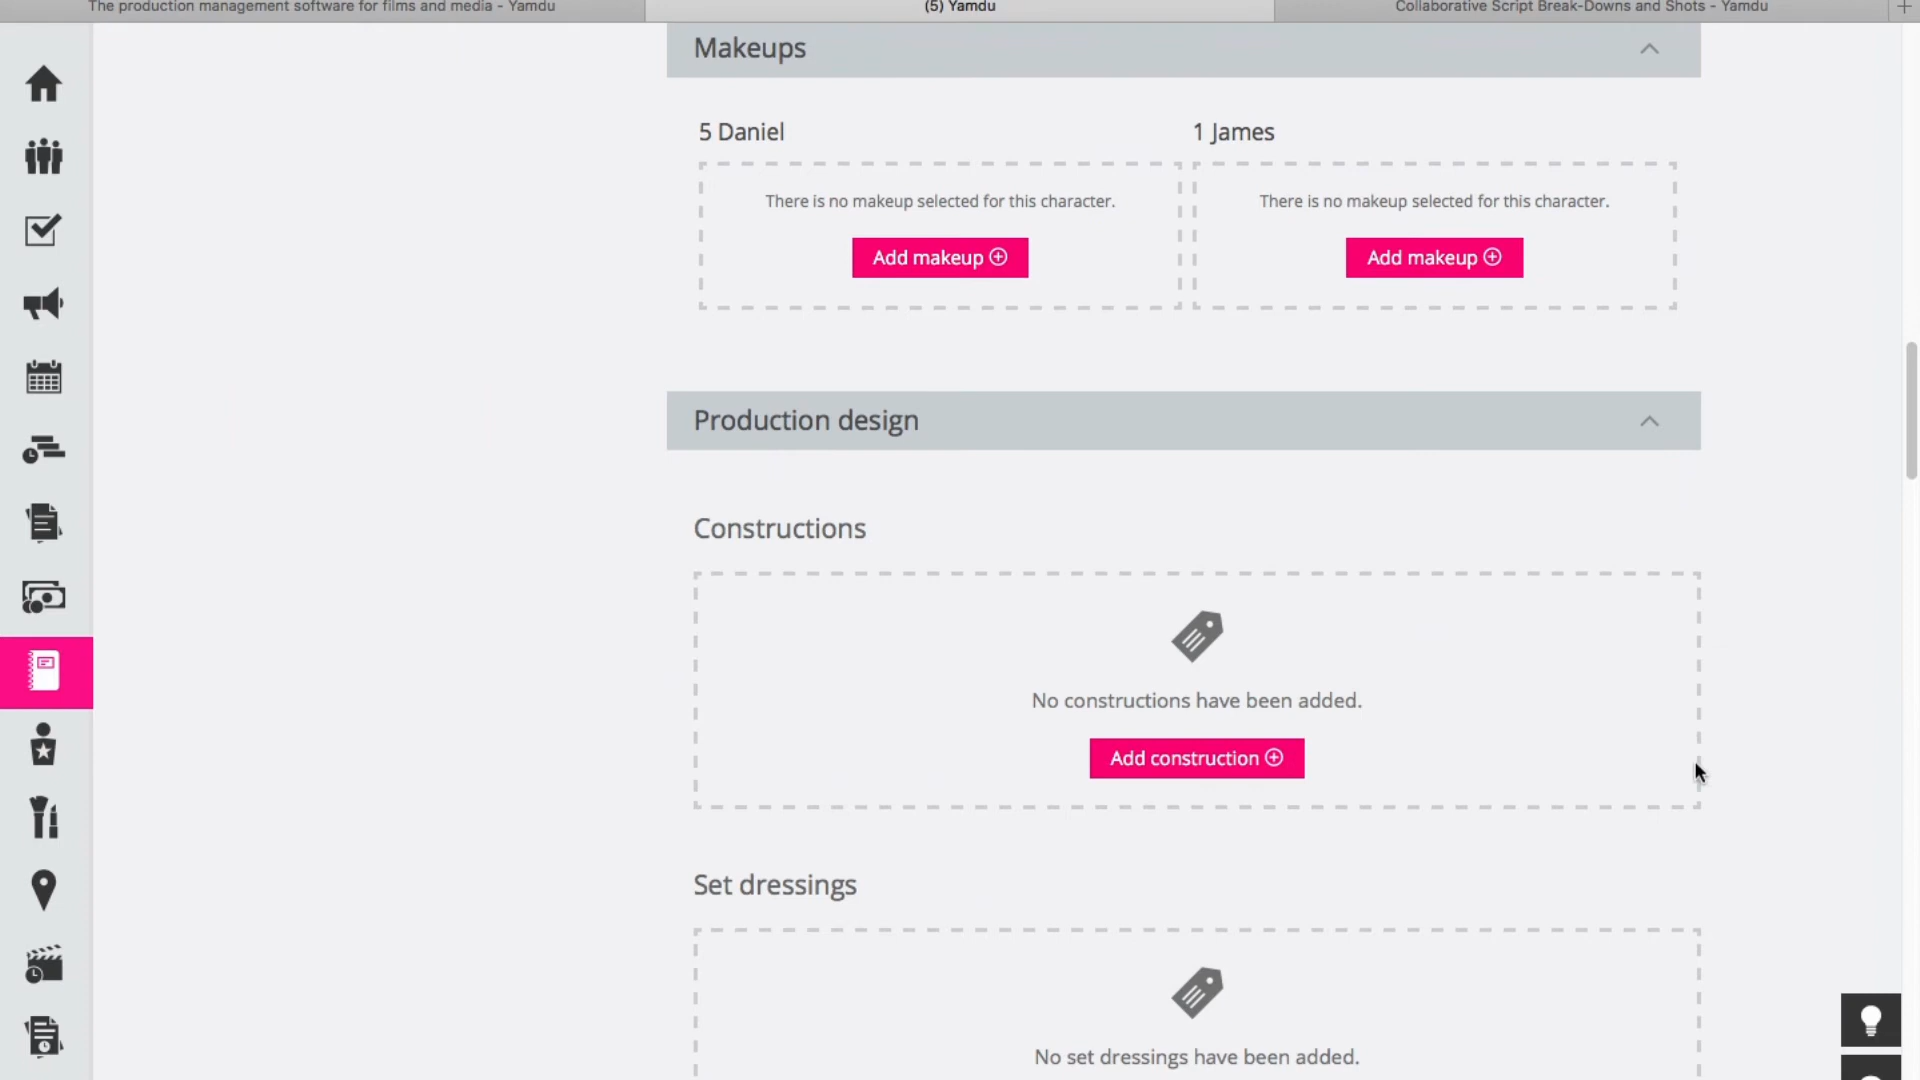 The production management software for films and media - Yamdu
(5) Yamdu
Collaborative Script Break-Downs and Shots - Yamdu
Makeups
5 Daniel
1 James
There is no makeup selected for this character.
There is no makeup selected for this character.
Add makeup
Add makeup
Production design
Constructions
No constructions have been added.
Add construction
Set dressings
No set dressings have been added.